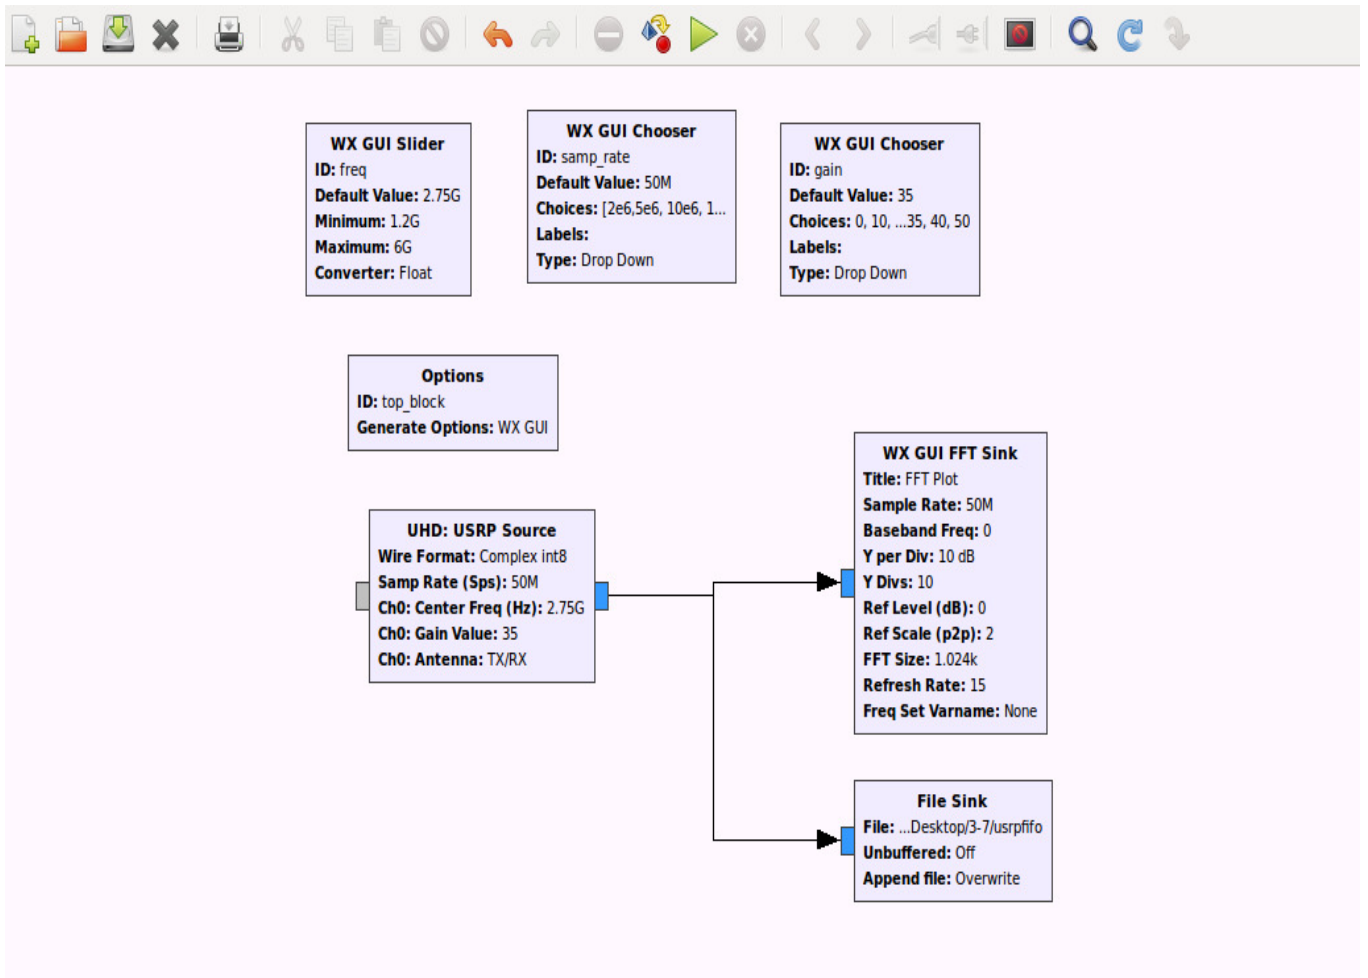 WX GUI Slider
ID: freq
Default Value: 2.75G
Minimum: 1.2G
Maximum: 6G
Converter: Float
WX GUI Chooser
ID: samp_rate
Default Value: 50M
Choices: [2e6,5e6, 10e6, 1...
Labels:
Type: Drop Down
WX GUI Chooser
ID: gain
Default Value: 35
Choices: 0, 10, ...35, 40, 50
Labels:
Type: Drop Down
Options
ID: top_block
Generate Options: WX GUI
UHD: USRP Source
Wire Format: Complex int8
Samp Rate (Sps): 50M
Ch0: Center Freq (Hz): 2.75G
Ch0: Gain Value: 35
Ch0: Antenna: TX/RX
WX GUI FFT Sink
Title: FFT Plot
Sample Rate: 50M
Baseband Freq: 0
Y per Div: 10 dB
Y Divs: 10
Ref Level (dB): 0
Ref Scale (p2p): 2
FFT Size: 1.024k
Refresh Rate: 15
Freq Set Varname: None
File Sink
File: ...Desktop/3-7/usrpfifo
Unbuffered: Off
Append file: Overwrite